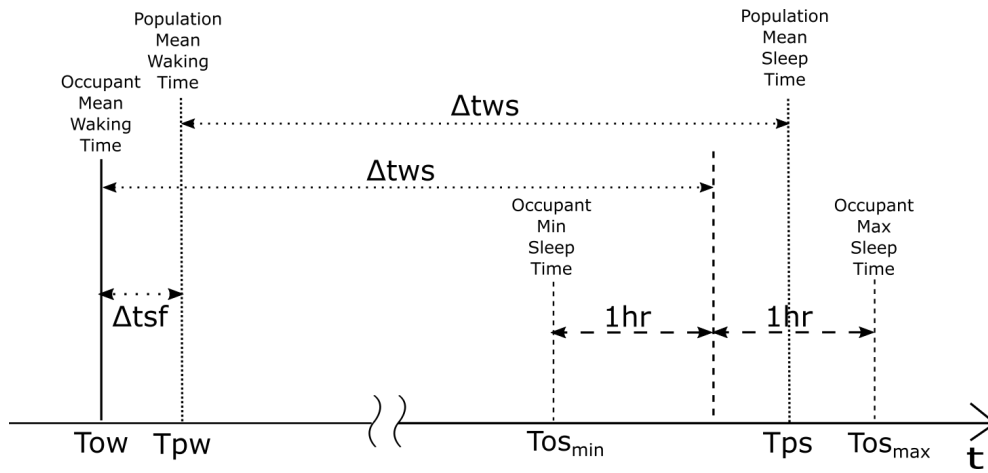 Population
Mean
Waking
Time
Population
Mean
Sleep
Time
Occupant
Mean
Waking
Time
Δtws
Δtws
Occupant
Min
Sleep
Time
Occupant
Max
Sleep
Time
Δtsf
1hr
1hr
Tow
Tpw
Tosmin
Tps
Tosmax
t